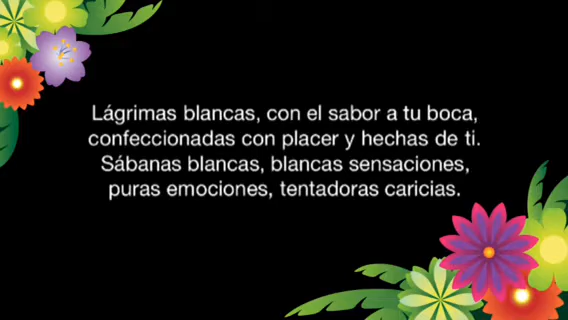 Lágrimas blancas, con el sabor a tu boca,
confeccionadas con placer y hechas de ti.
Sábanas blancas, blancas sensaciones,
puras emociones, tentadoras caricias.